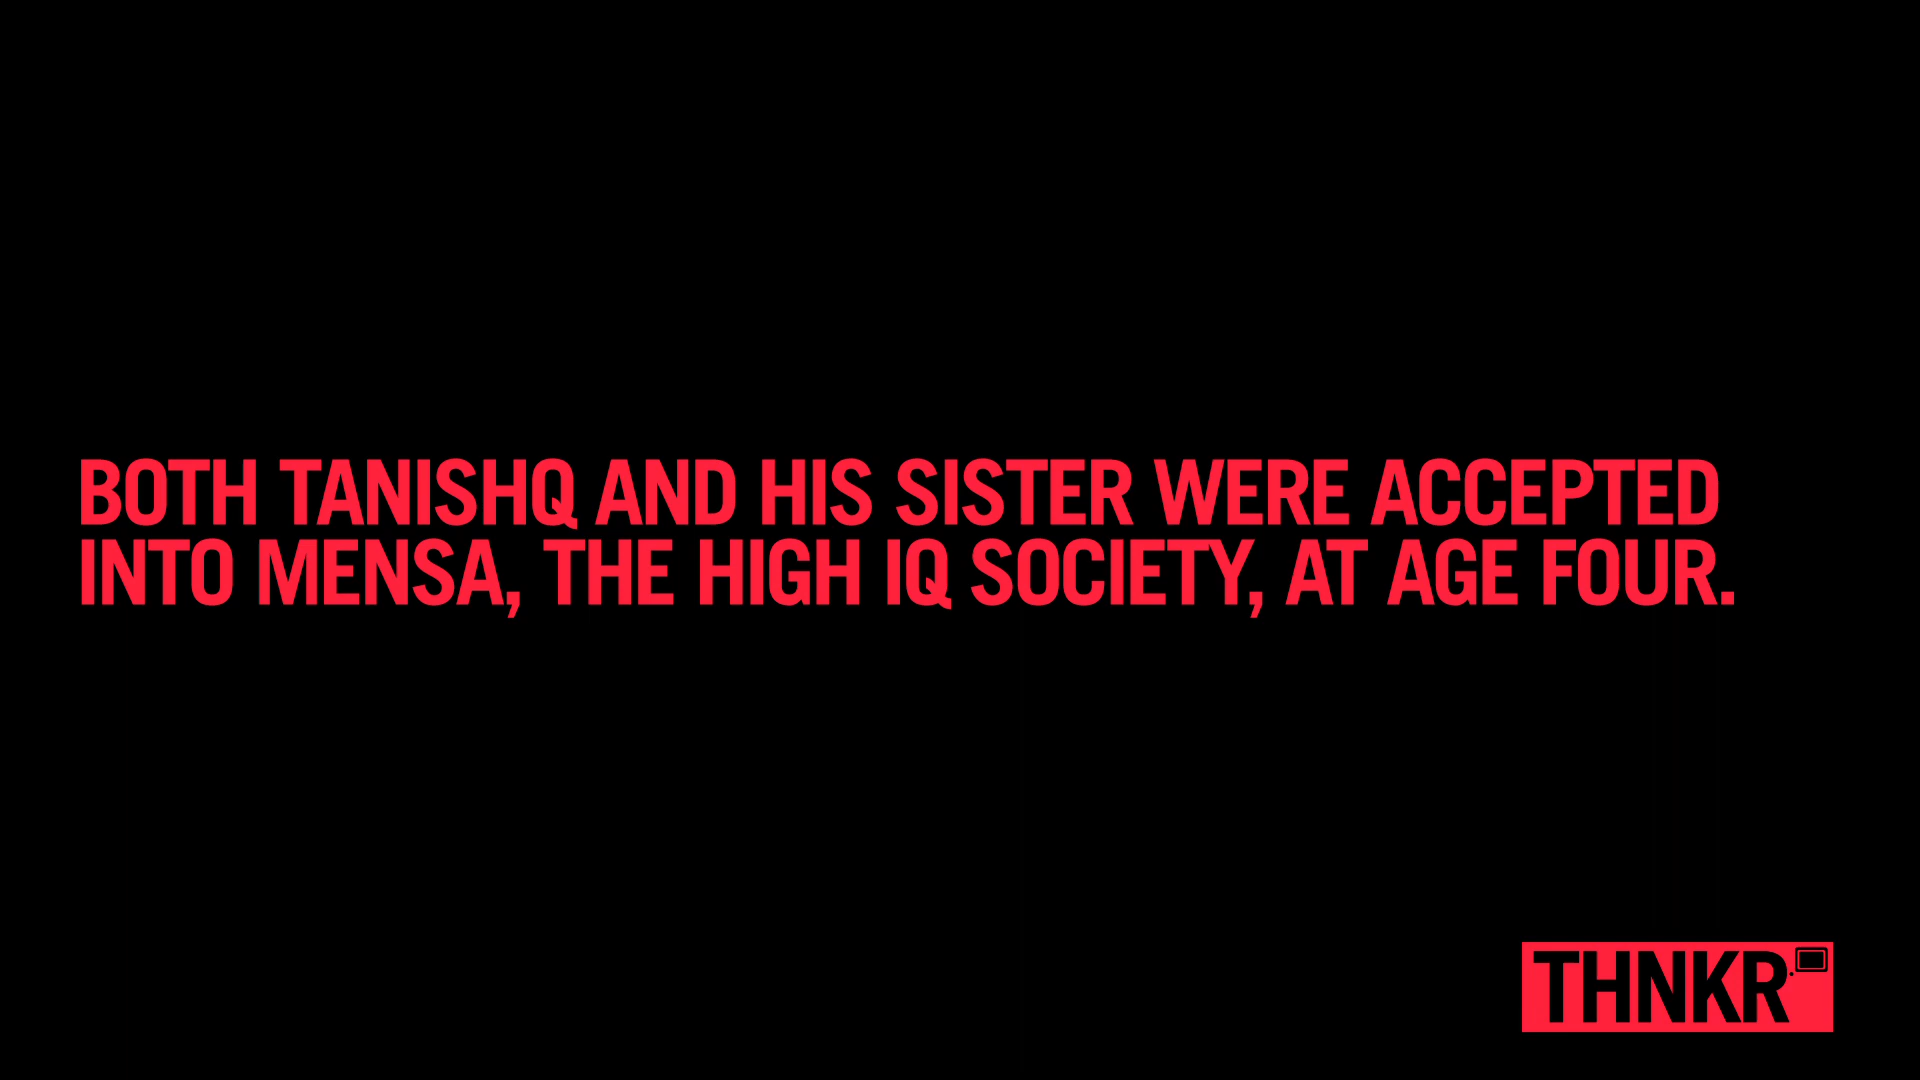 BOTH TANISHQ AND HIS SISTER WERE ACCEPTED
INTO MENSA, THE HIGH IQ SOCIETY, AT AGE FOUR.
THNKR